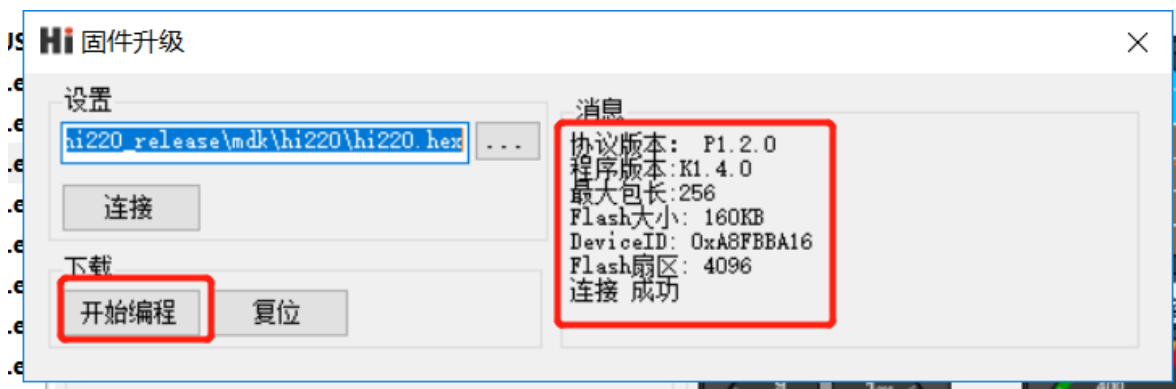 Hi 固件升级
设置
hi220_release\mdk\hi220\hi220.hex
...
连接
下载
开始编程
复位
消息
协议版本： P1.2.0
程序版本:K1.4.0
最大包长:256
Flash大小: 160KB
DeviceID: 0xA8FBBA16
Flash扇区: 4096
连接 成功